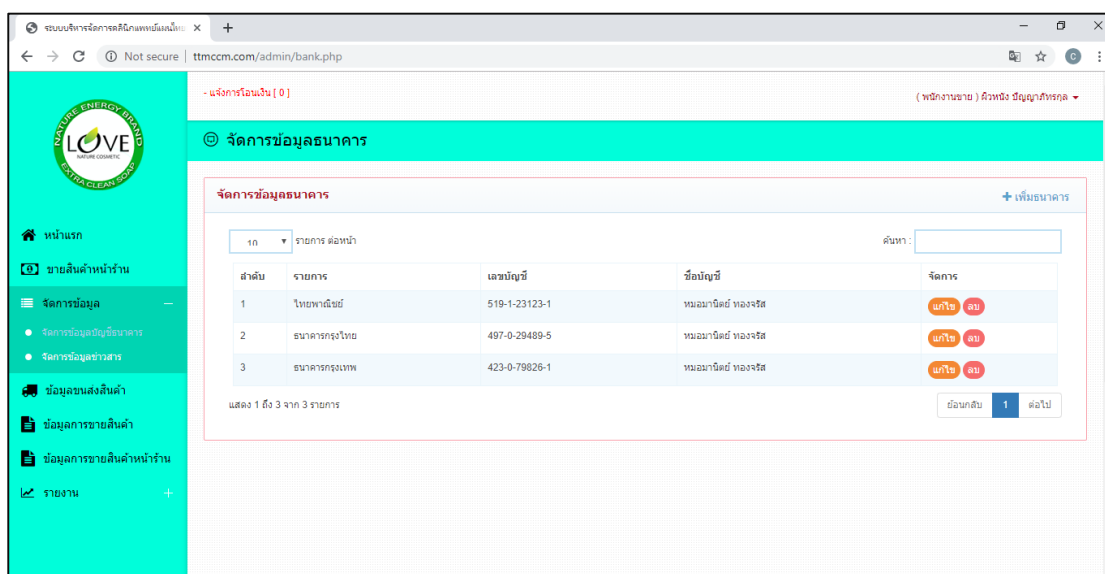 ระบบบริหารจัดการคลินิกแพทย์แผนไทย
Not secure | ttmccm.com/admin/bank.php
C
NATURE ENERGY BRAND
LOVE
NATURE COSMETIC
EXTRA CLEAN SOAP
- แจ้งการโอนเงิน [ 0 ]
( พนักงานขาย ) ผิวหนัง ปัญญาภัทรกุล
จัดการข้อมูลธนาคาร
จัดการข้อมูลธนาคาร
+ เพิ่มธนาคาร
หน้าแรก
ขายสินค้าหน้าร้าน
จัดการข้อมูล
จัดการข้อมูลบัญชีธนาคาร
จัดการข้อมูลข่าวสาร
ข้อมูลขนส่งสินค้า
ข้อมูลการขายสินค้า
ข้อมูลการขายสินค้าหน้าร้าน
รายงาน
10 รายการ ต่อหน้า
ค้นหา :
ลำดับ รายการ เลขบัญชี ชื่อบัญชี จัดการ
1 ไทยพาณิชย์ 519-1-23123-1 หมอมานิตย์ ทองจรัส แก้ไข ลบ
2 ธนาคารกรุงไทย 497-0-29489-5 หมอมานิตย์ ทองจรัส แก้ไข ลบ
3 ธนาคารกรุงเทพ 423-0-79826-1 หมอมานิตย์ ทองจรัส แก้ไข ลบ
แสดง 1 ถึง 3 จาก 3 รายการ
ย้อนกลับ 1 ต่อไป